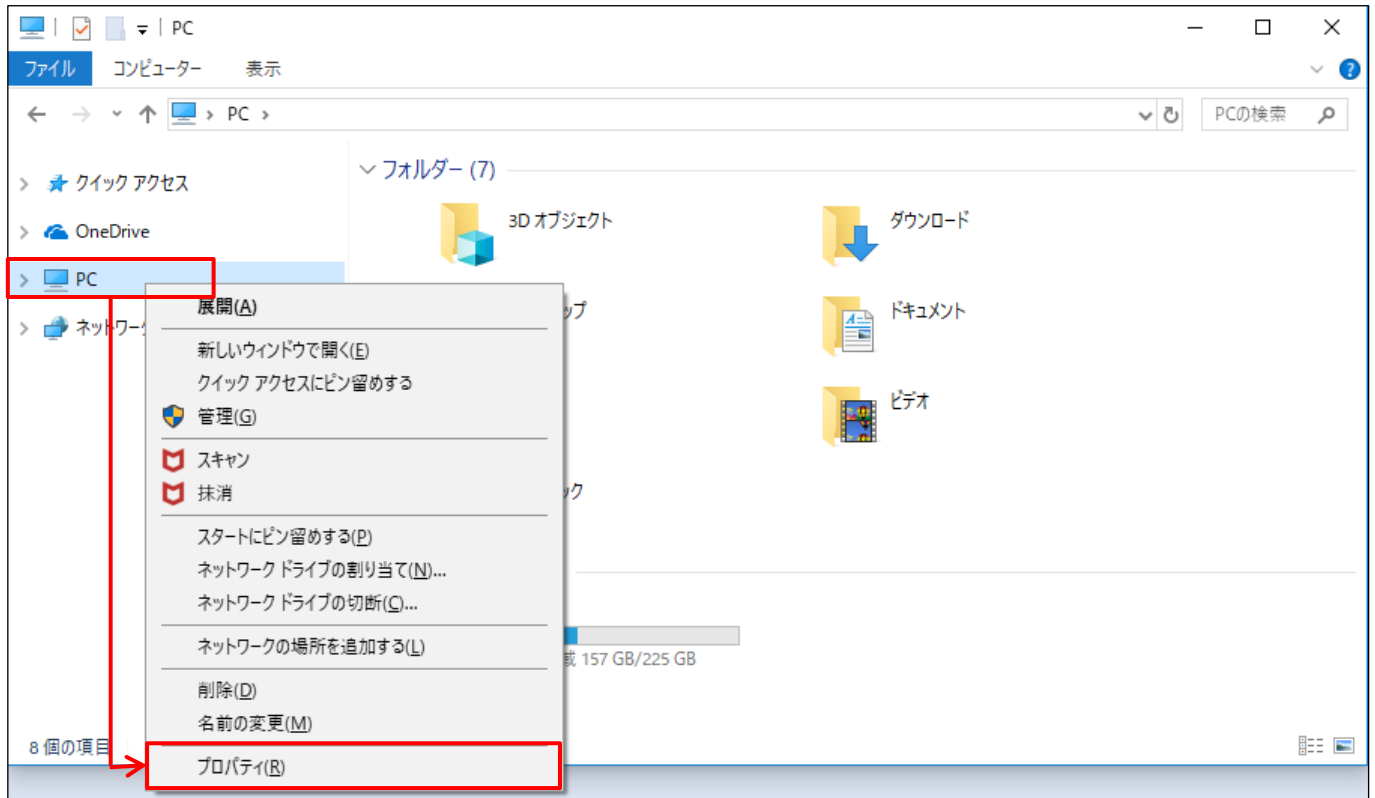 PC
ファイル コンピューター 表示
PC
PCの検索
クイック アクセス
OneDrive
PC
ネットワーク
フォルダー (7)
3D オブジェクト
ダウンロード
ップ
ドキュメント
ビデオ
ック
157 GB/225 GB
8 個の項目
展開(A)
新しいウィンドウで開く(E)
クイック アクセスにピン留めする
管理(G)
スキャン
抹消
スタートにピン留めする(P)
ネットワーク ドライブの割り当て(N)...
ネットワーク ドライブの切断(C)...
ネットワークの場所を追加する(L)
削除(D)
名前の変更(M)
プロパティ(R)